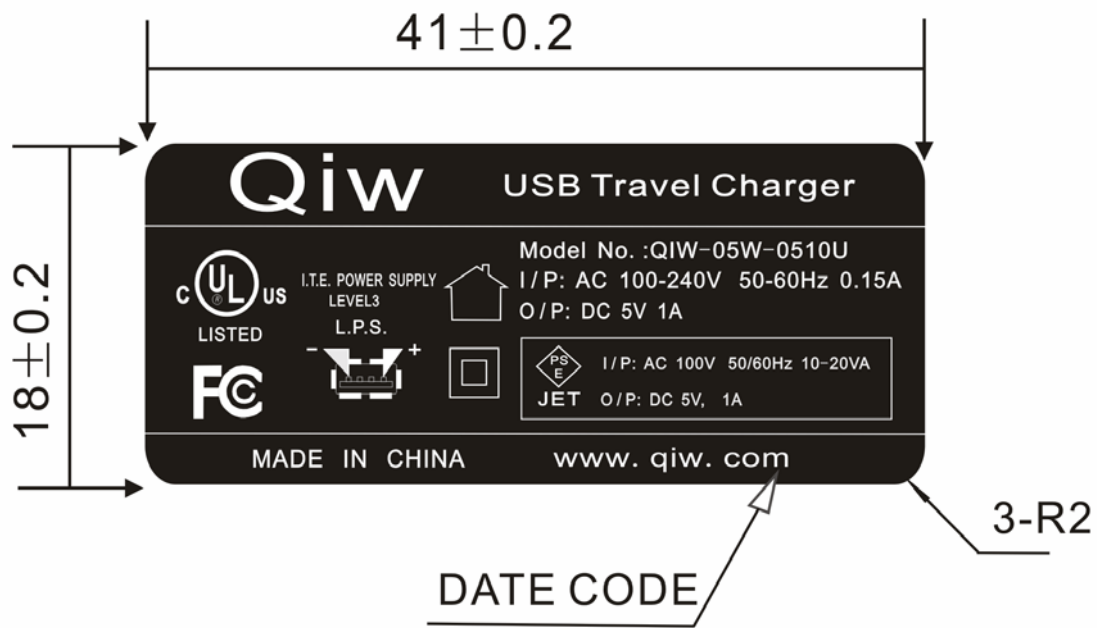 41±0.2
18±0.2
Qiw USB Travel Charger
Model No. :QIW-05W-0510U
I/P: AC 100-240V 50-60Hz 0.15A
O/P: DC 5V 1A
C UL ® US
LISTED
I.T.E. POWER SUPPLY
LEVEL3
L.P.S.
− +
FC
PS
E
JET
I/P: AC 100V 50/60Hz 10-20VA
O/P: DC 5V, 1A
MADE IN CHINA www. qiw. com
3-R2
DATE CODE